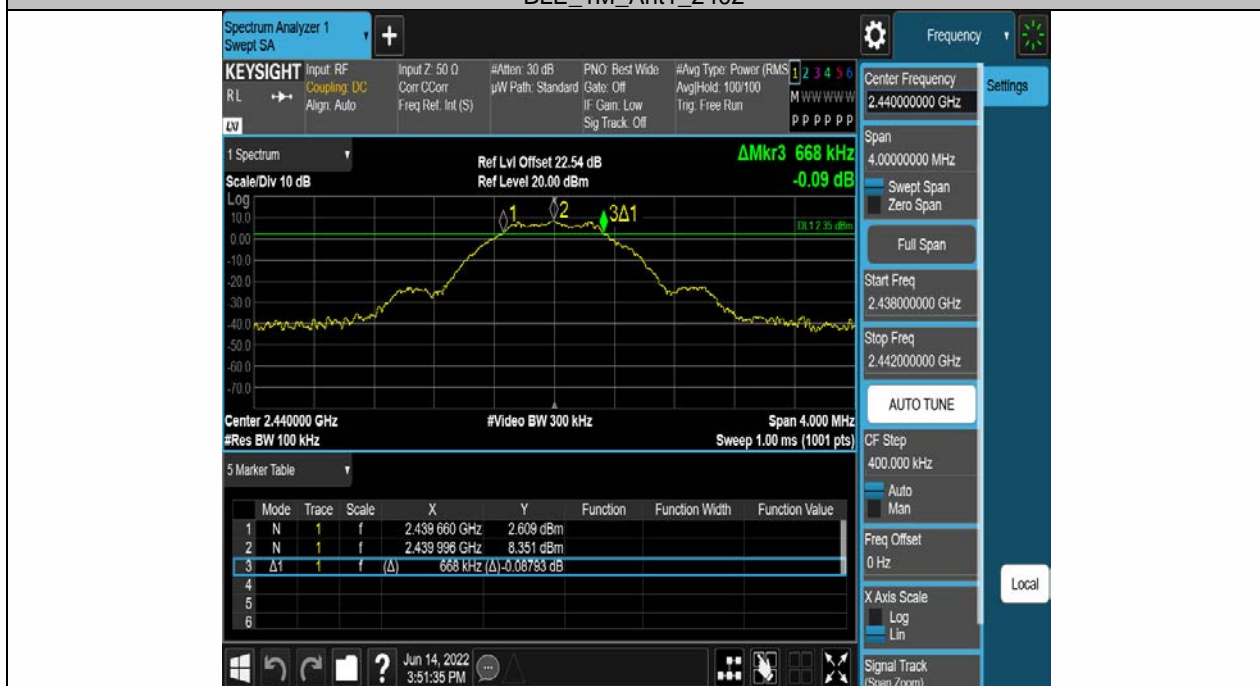 BLE_1M_Ant1_2402
Spectrum Analyzer 1
Swept SA
Frequency
KEYSIGHT
RL
LXI
Input: RF
Coupling: DC
Align: Auto
Input Z: 50 Ω
Corr CCorr
Freq Ref: Int (S)
#Atten: 30 dB
µW Path: Standard
PNO: Best Wide
Gate: Off
IF Gain: Low
Sig Track: Off
#Avg Type: Power (RMS
Avg|Hold: 100/100
Trig: Free Run
1 2 3 4 5 6
M W W W W W
P P P P P P
Center Frequency
2.440000000 GHz
Settings
Span
4.00000000 MHz
Swept Span
Zero Span
Full Span
Start Freq
2.438000000 GHz
Stop Freq
2.442000000 GHz
AUTO TUNE
CF Step
400.000 kHz
Auto
Man
Freq Offset
0 Hz
X Axis Scale
Log
Lin
Signal Track
(Span Zoom)
Local
1 Spectrum
Scale/Div 10 dB
Ref Lvl Offset 22.54 dB
Ref Level 20.00 dBm
ΔMkr3 668 kHz
-0.09 dB
Log
10.0
0.00
-10.0
-20.0
-30.0
-40.0
-50.0
-60.0
-70.0
1
2
3Δ1
DL1 2.35 dBm
Center 2.440000 GHz
#Video BW 300 kHz
Span 4.000 MHz
#Res BW 100 kHz
Sweep 1.00 ms (1001 pts)
5 Marker Table
Mode Trace Scale X Y Function Function Width Function Value
1 N 1 f 2.439 660 GHz 2.609 dBm
2 N 1 f 2.439 996 GHz 8.351 dBm
3 Δ1 1 f (Δ) 668 kHz (Δ) -0.08793 dB
4
5
6
Jun 14, 2022
3:51:35 PM